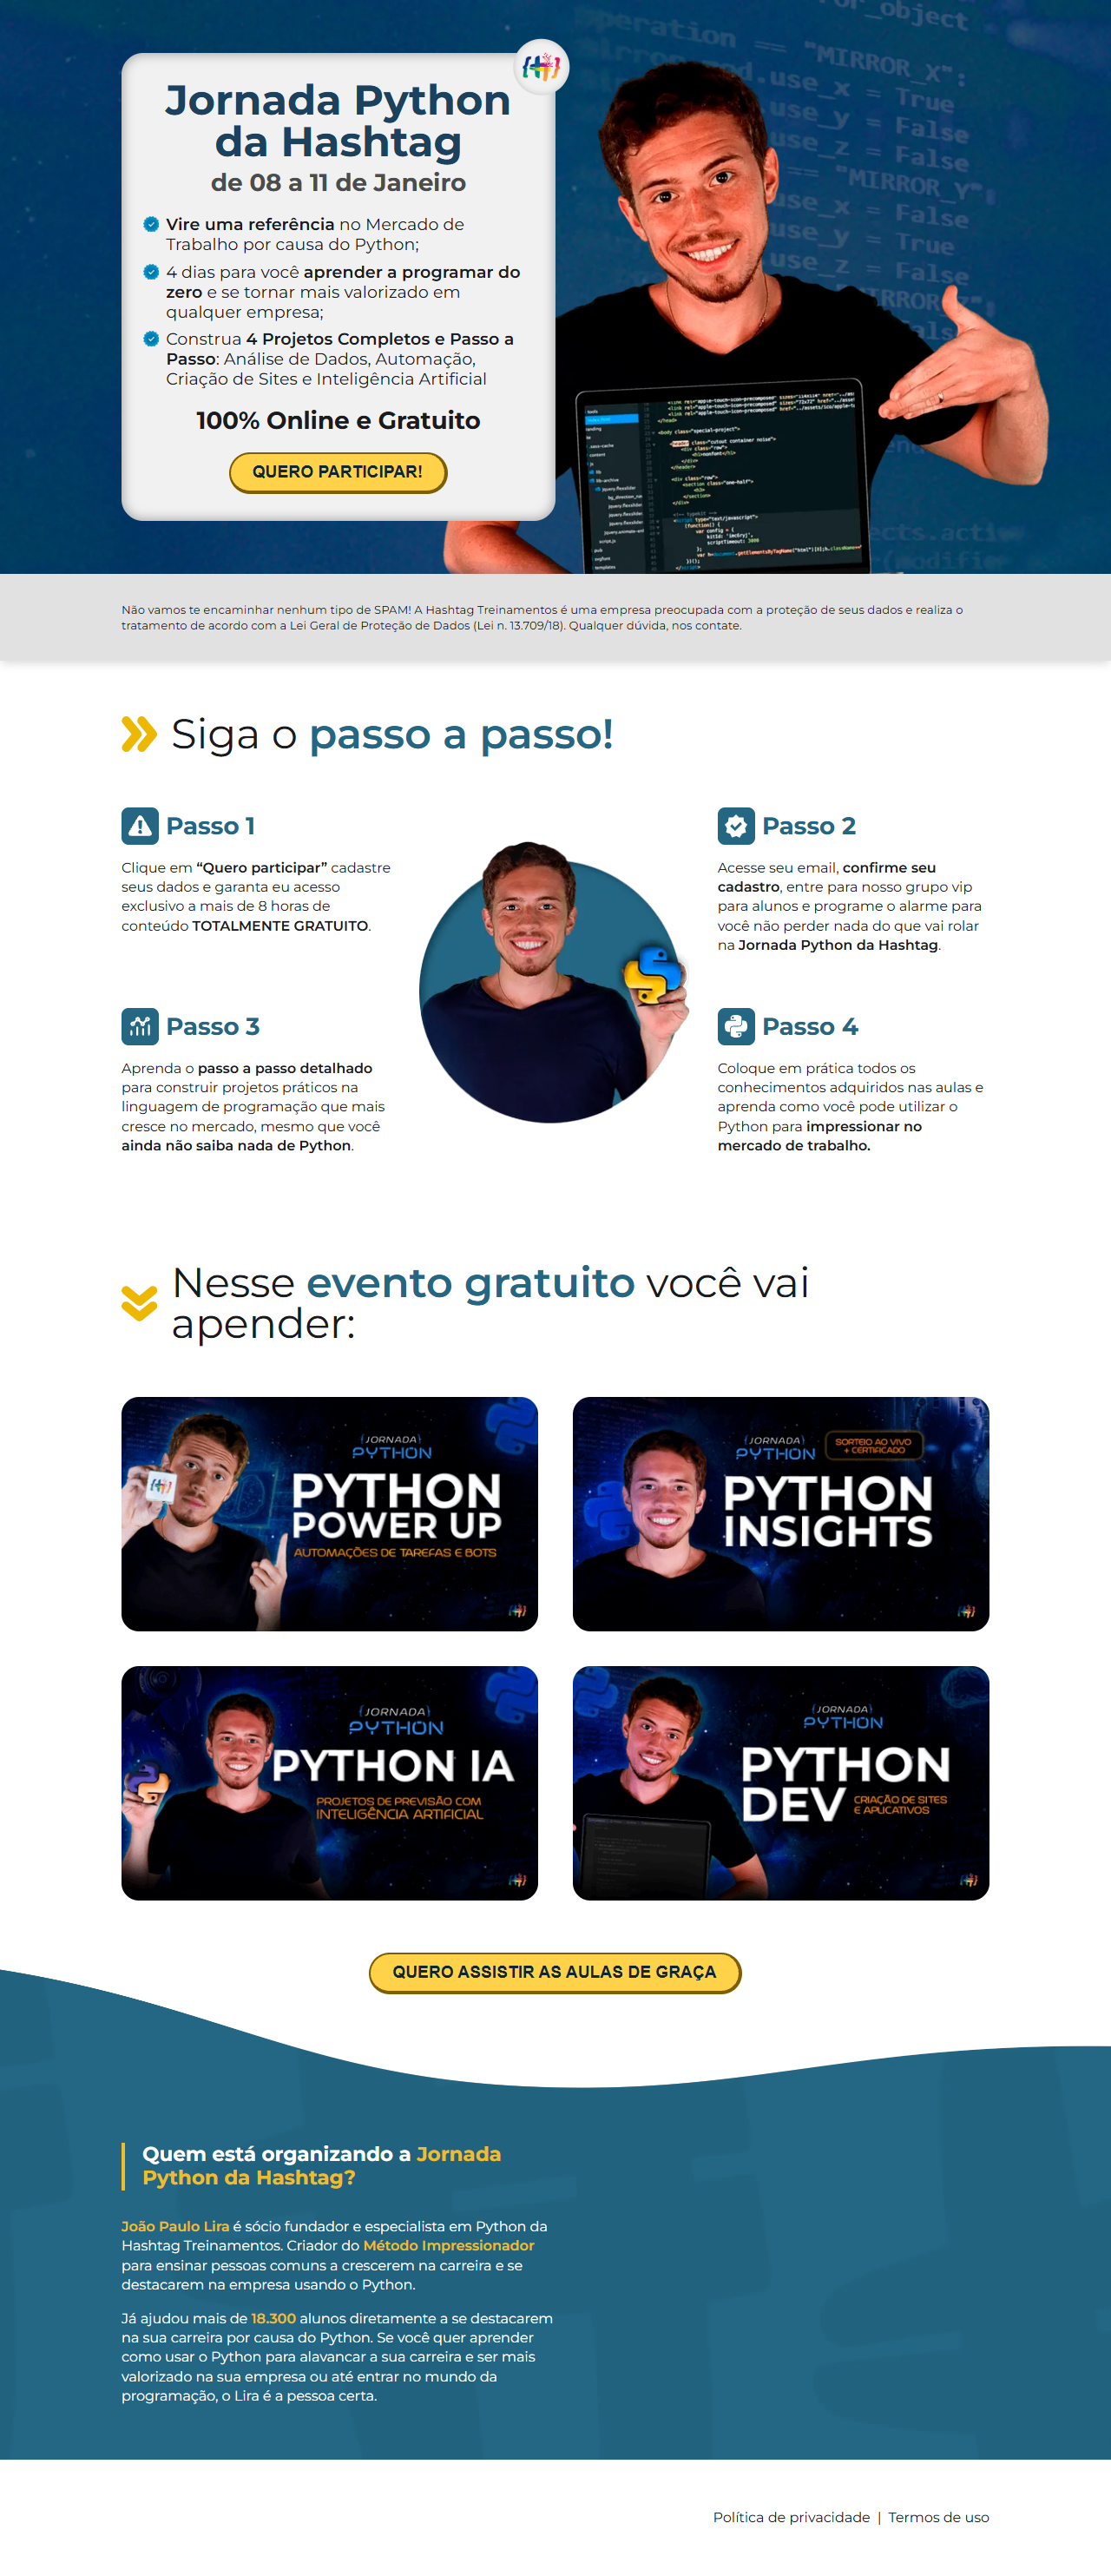 Jornada Python
da Hashtag
de 08 a 11 de Janeiro
Vire uma referência no Mercado de
Trabalho por causa do Python;
4 dias para você aprender a programar do
zero e se tornar mais valorizado em
qualquer empresa;
Construa 4 Projetos Completos e Passo a
Passo: Análise de Dados, Automação,
Criação de Sites e Inteligência Artificial
100% Online e Gratuito
QUERO PARTICIPAR!
Não vamos te encaminhar nenhum tipo de SPAM! A Hashtag Treinamentos é uma empresa preocupada com a proteção de seus dados e realiza o
tratamento de acordo com a Lei Geral de Proteção de Dados (Lei n. 13.709/18). Qualquer dúvida, nos contate.
Siga o passo a passo!
Passo 1
Clique em “Quero participar” cadastre
seus dados e garanta eu acesso
exclusivo a mais de 8 horas de
conteúdo TOTALMENTE GRATUITO.
Passo 2
Acesse seu email, confirme seu
cadastro, entre para nosso grupo vip
para alunos e programe o alarme para
você não perder nada do que vai rolar
na Jornada Python da Hashtag.
Passo 3
Aprenda o passo a passo detalhado
para construir projetos práticos na
linguagem de programação que mais
cresce no mercado, mesmo que você
ainda não saiba nada de Python.
Passo 4
Coloque em prática todos os
conhecimentos adquiridos nas aulas e
aprenda como você pode utilizar o
Python para impressionar no
mercado de trabalho.
Nesse evento gratuito você vai
apender:
{JORNADA}
PYTHON
PYTHON
POWER UP
AUTOMAÇÕES DE TAREFAS E BOTS
{JORNADA}
PYTHON
SORTEIO AO VIVO
+ CERTIFICADO
PYTHON
INSIGHTS
{JORNADA}
PYTHON
PYTHON IA
PROJETOS DE PREVISÃO COM
INTELIGÊNCIA ARTIFICIAL
{JORNADA}
PYTHON
PYTHON
DEV
CRIAÇÃO DE SITES
E APLICATIVOS
QUERO ASSISTIR AS AULAS DE GRAÇA
Quem está organizando a Jornada
Python da Hashtag?
João Paulo Lira é sócio fundador e especialista em Python da
Hashtag Treinamentos. Criador do Método Impressionador
para ensinar pessoas comuns a crescerem na carreira e se
destacarem na empresa usando o Python.
Já ajudou mais de 18.300 alunos diretamente a se destacarem
na sua carreira por causa do Python. Se você quer aprender
como usar o Python para alavancar a sua carreira e ser mais
valorizado na sua empresa ou até entrar no mundo da
programação, o Lira é a pessoa certa.
Política de privacidade | Termos de uso